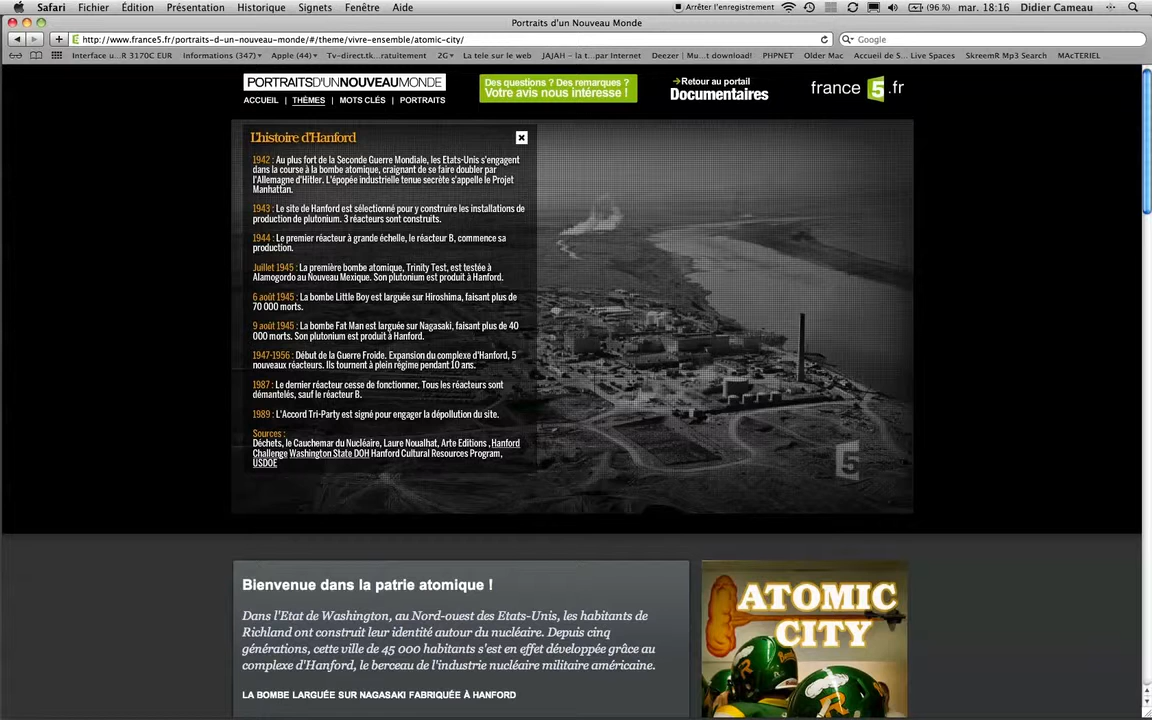 Safari Fichier Édition Présentation Historique Signets Fenêtre Aide Arrêter l'enregistrement (96 %) mar. 18:16 Didier Cameau
Portraits d'un Nouveau Monde
http://www.france5.fr/portraits-d-un-nouveau-monde/#/theme/vivre-ensemble/atomic-city/ Google
Interface u...R 3170C EUR Informations (347) Apple (44) Tv-direct.tk...ratuitement 2G La tele sur le web JAJAH – la t...par Internet Deezer | Mu...t download! PHPNET Older Mac Accueil de S... Live Spaces SkreemR Mp3 Search MAcTERIEL
PORTRAITSD'UNNOUVEAUMONDE
ACCUEIL | THÈMES | MOTS CLÉS | PORTRAITS
Des questions ? Des remarques ?
Votre avis nous intéresse !
Retour au portail
Documentaires
france 5.fr
L'histoire d'Hanford
1942 : Au plus fort de la Seconde Guerre Mondiale, les Etats-Unis s'engagent
dans la course à la bombe atomique, craignant de se faire doubler par
l'Allemagne d'Hitler. L'épopée industrielle tenue secrète s'appelle le Projet
Manhattan.
1943 : Le site de Hanford est sélectionné pour y construire les installations de
production de plutonium. 3 réacteurs sont construits.
1944 : Le premier réacteur à grande échelle, le réacteur B, commence sa
production.
Juillet 1945 : La première bombe atomique, Trinity Test, est testée à
Alamogordo au Nouveau Mexique. Son plutonium est produit à Hanford.
6 août 1945 : La bombe Little Boy est larguée sur Hiroshima, faisant plus de
70 000 morts.
9 août 1945 : La bombe Fat Man est larguée sur Nagasaki, faisant plus de 40
000 morts. Son plutonium est produit à Hanford.
1947-1956 : Début de la Guerre Froide. Expansion du complexe d'Hanford, 5
nouveaux réacteurs. Ils tournent à plein régime pendant 10 ans.
1987 : Le dernier réacteur cesse de fonctionner. Tous les réacteurs sont
démantelés, sauf le réacteur B.
1989 : L'Accord Tri-Party est signé pour engager la dépollution du site.
Sources :
Déchets, le Cauchemar du Nucléaire, Laure Noualhat, Arte Editions , Hanford
Challenge Washington State DOH Hanford Cultural Resources Program,
USDOE
5
Bienvenue dans la patrie atomique !
Dans l'Etat de Washington, au Nord-ouest des Etats-Unis, les habitants de
Richland ont construit leur identité autour du nucléaire. Depuis cinq
générations, cette ville de 45 000 habitants s'est en effet développée grâce au
complexe d'Hanford, le berceau de l'industrie nucléaire militaire américaine.
LA BOMBE LARGUÉE SUR NAGASAKI FABRIQUÉE À HANFORD
ATOMIC
CITY
R